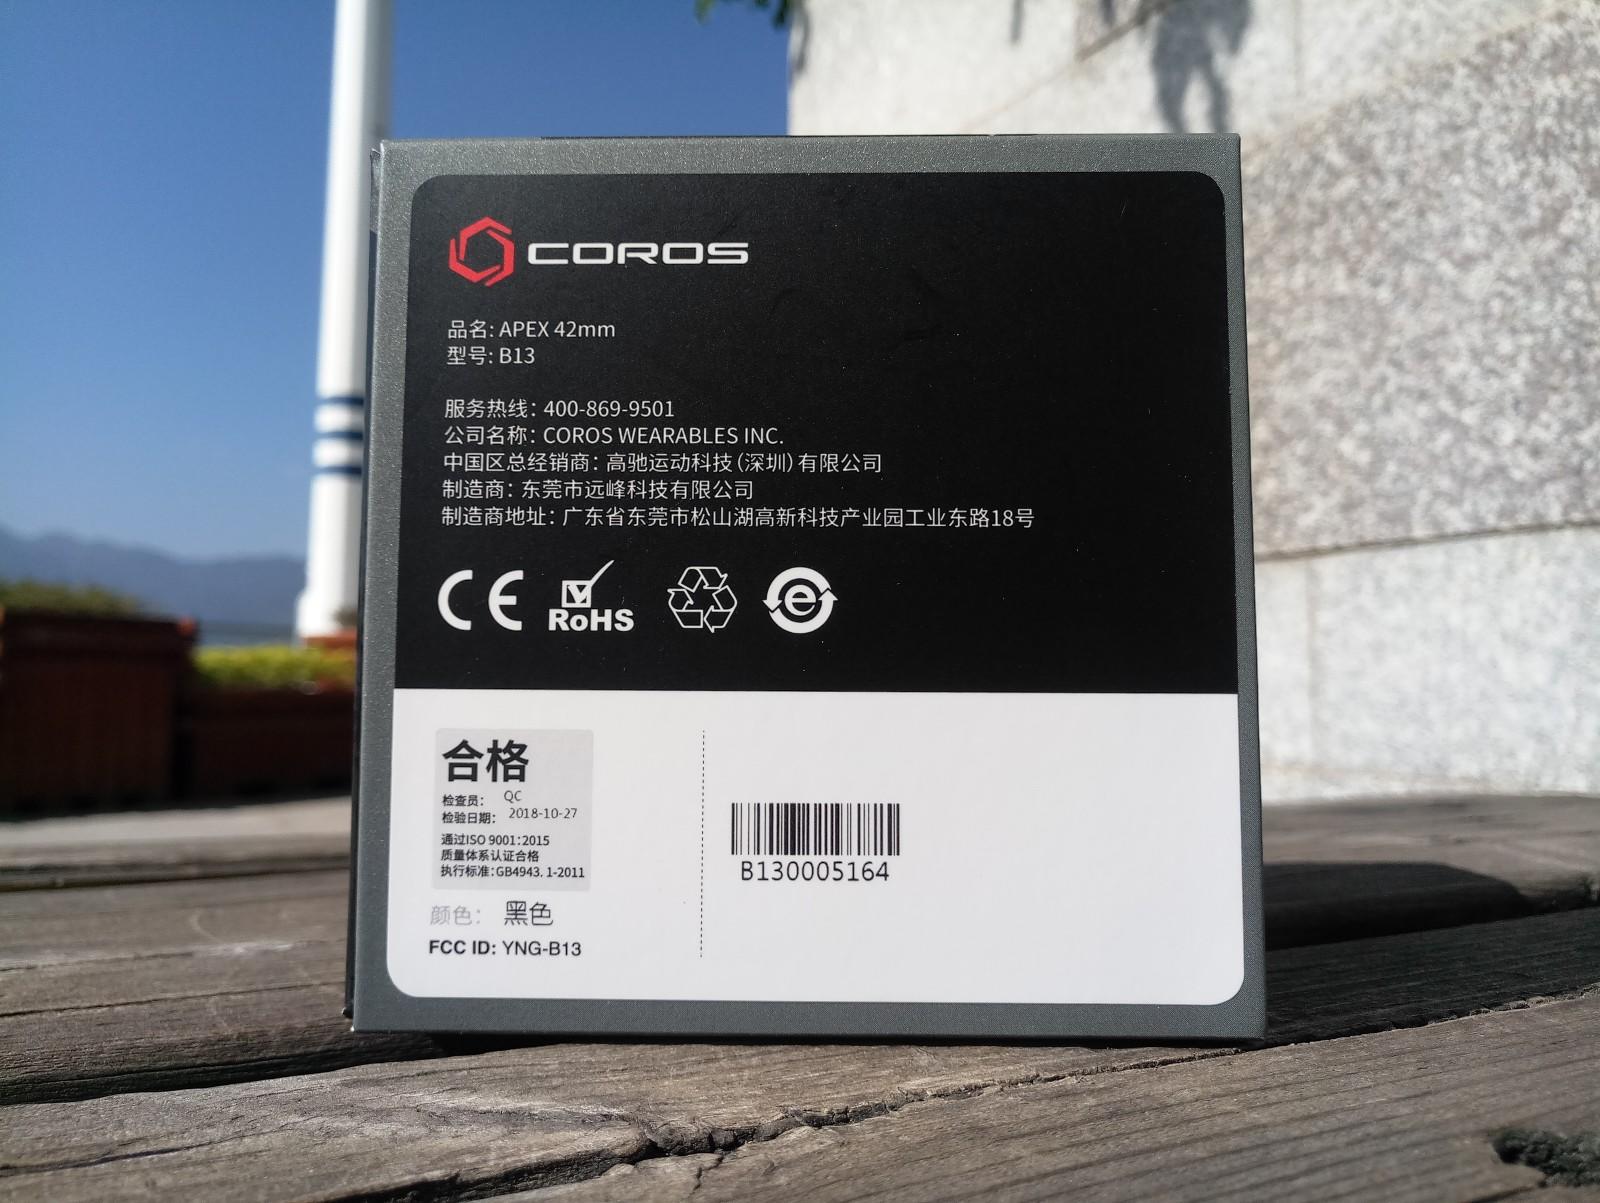 COROS
品名: APEX 42mm
型号: B13
服务热线: 400-869-9501
公司名称: COROS WEARABLES INC.
中国区总经销商: 高驰运动科技(深圳)有限公司
制造商: 东莞市远峰科技有限公司
制造商地址: 广东省东莞市松山湖高新科技产业园工业东路18号
CE
RoHS
e
合格
检查员: QC
检验日期: 2018-10-27
通过ISO 9001:2015
质量体系认证合格
执行标准:GB4943. 1-2011
颜色: 黑色
FCC ID: YNG-B13
B130005164